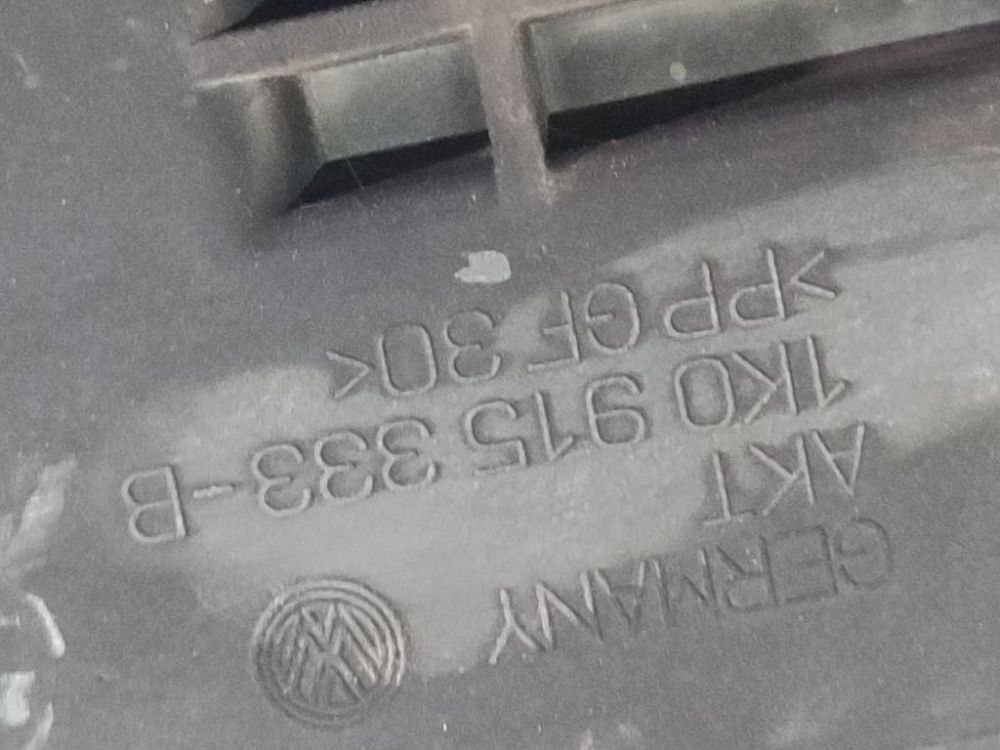 GERMANY
AKT
1K0 915 333-B
>PP GF 30<